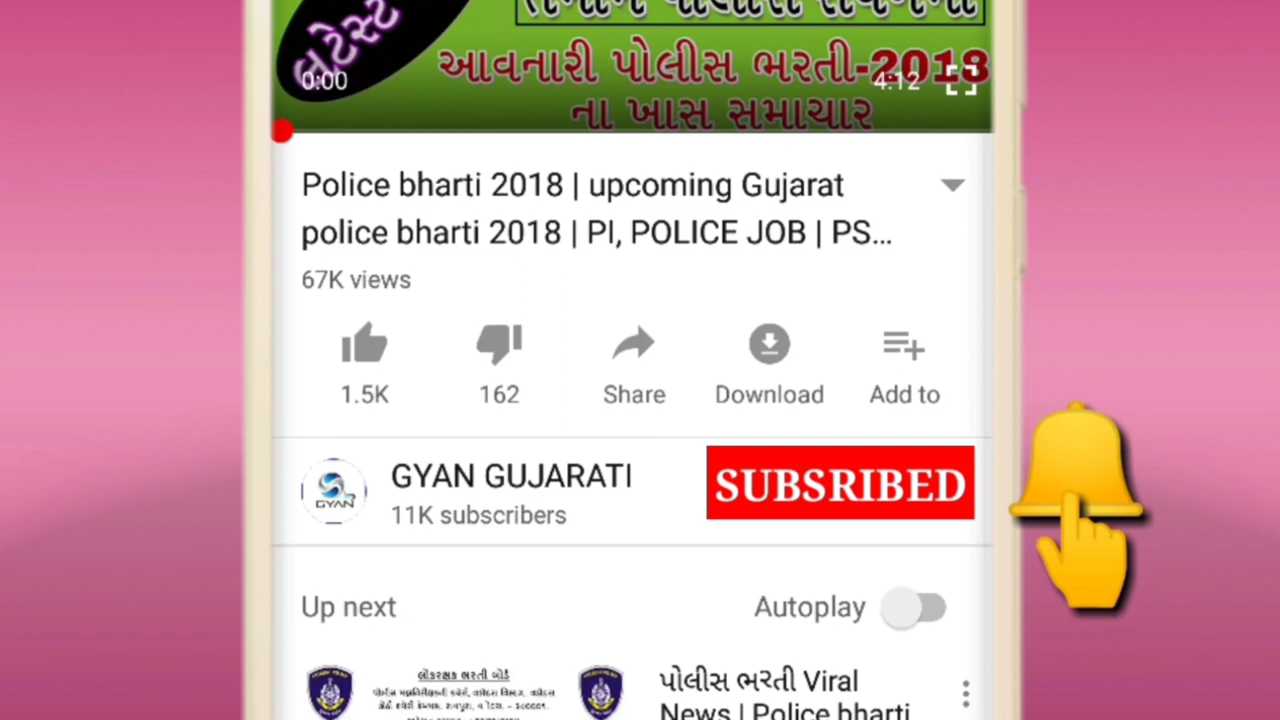 લેટેસ્ટ
તમામ પોલીસ
આવનારી પોલીસ ભરતી-2018
ના ખાસ સમાચાર
0:00
4:12
Police bharti 2018 | upcoming Gujarat
police bharti 2018 | PI, POLICE JOB | PS...
67K views
1.5K
162
Share
Download
Add to
GYAN
GYAN GUJARATI
11K subscribers
SUBSRIBED
Up next
Autoplay
લોકરક્ષક ભરતી બોર્ડ
પોલીસ ભરતી Viral
News | Police bharti